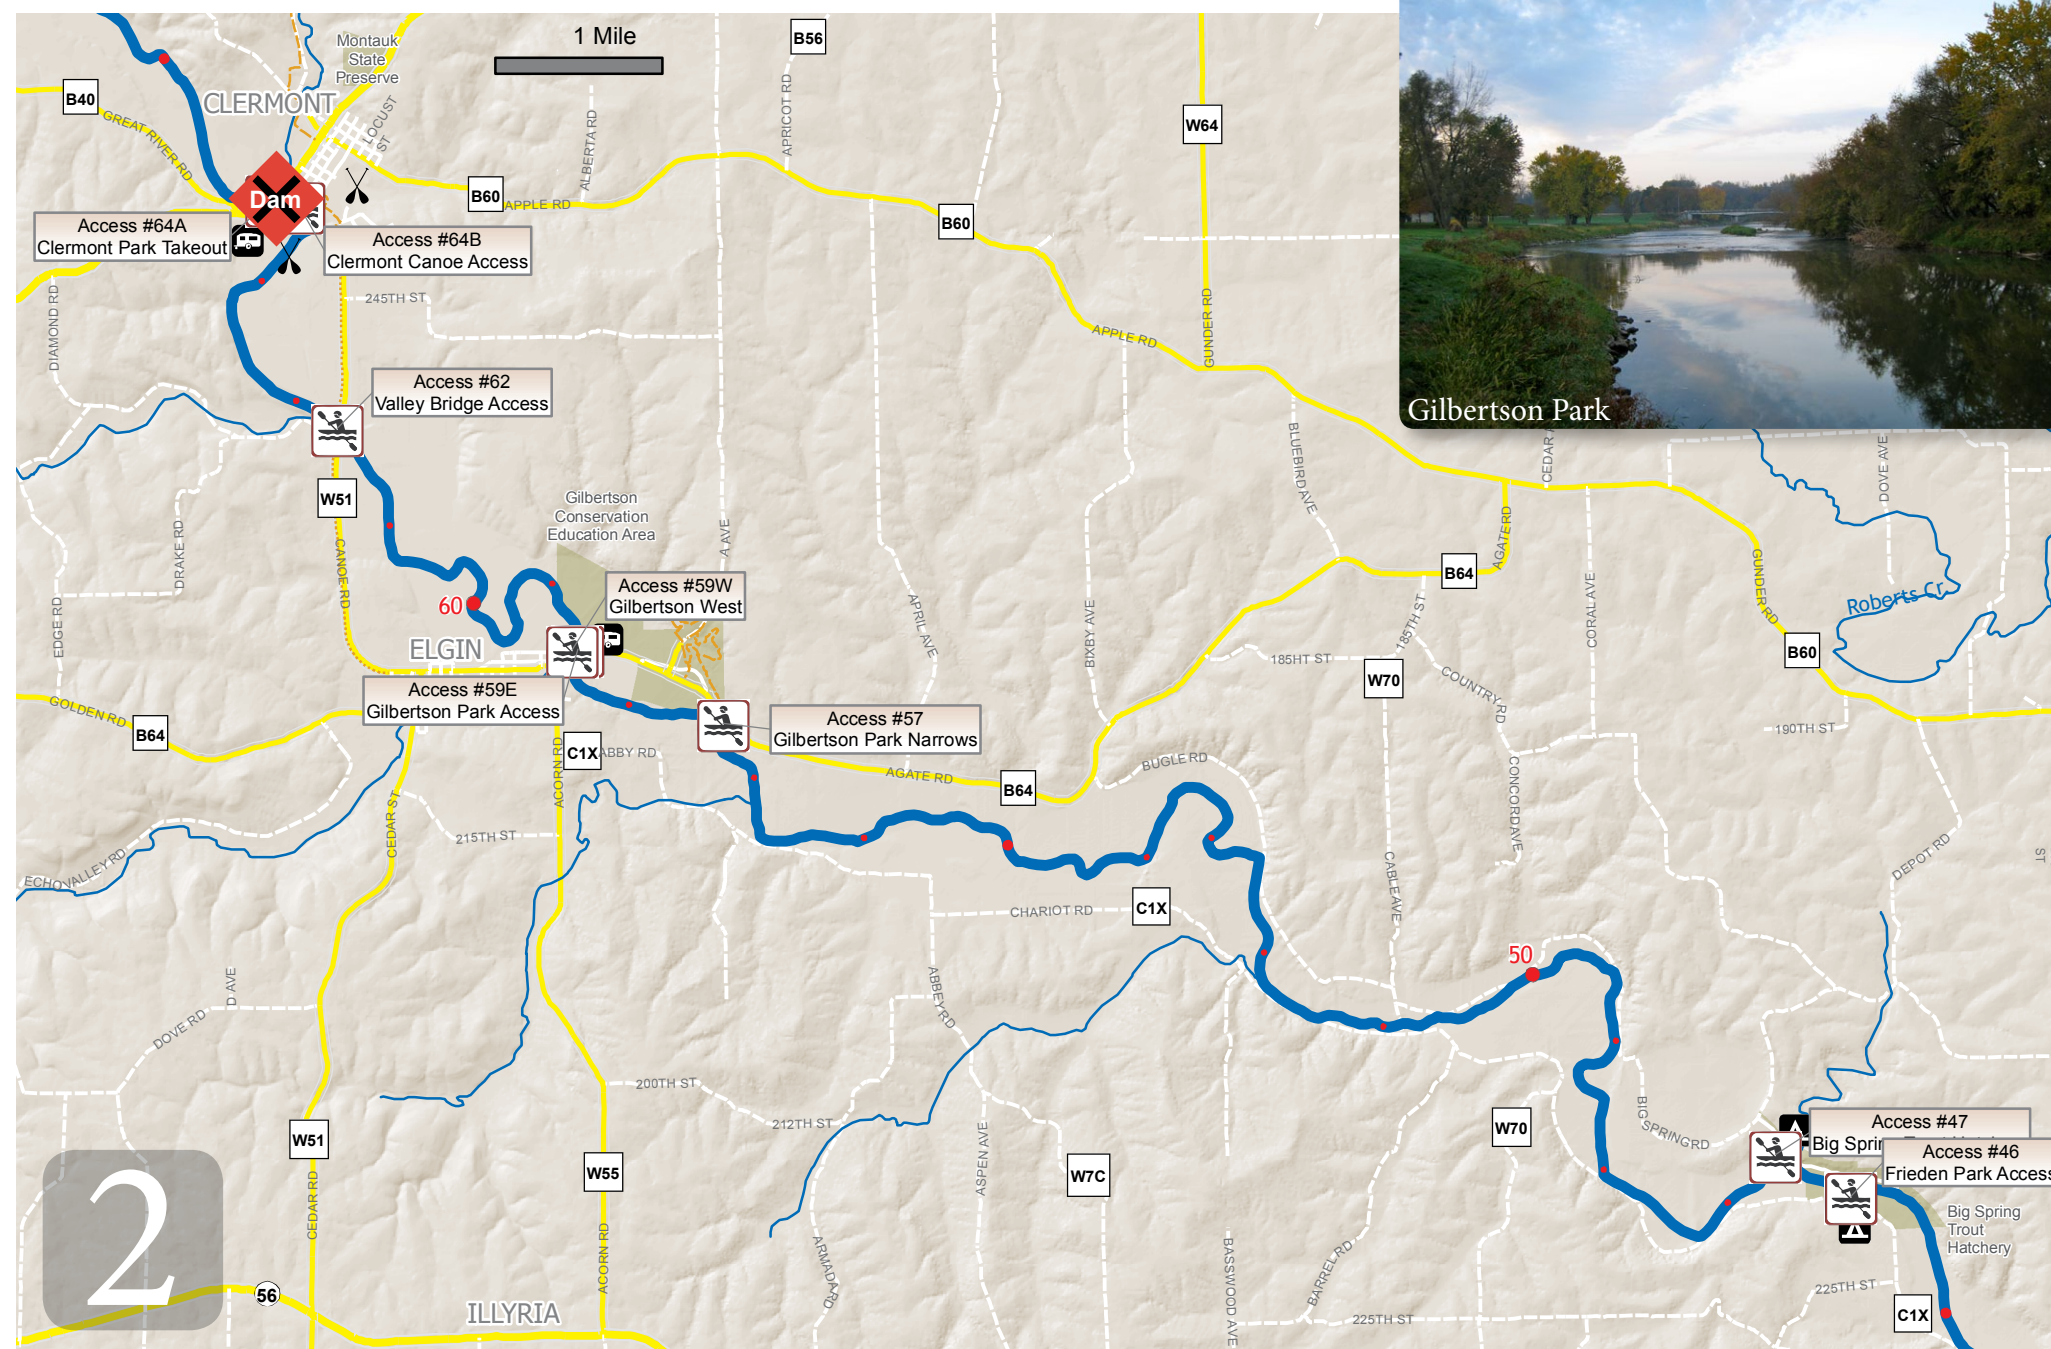 1 Mile
B56
Montauk
State
Preserve
B40
CLERMONT
LOCUST
ST
GREAT RIVER RD
ALBERTA RD
APRICOT RD
W64
Dam
B60
APPLE RD
B60
Access #64A
Clermont Park Takeout
Access #64B
Clermont Canoe Access
DIAMOND RD
245TH ST
APPLE RD
GUNDER RD
Gilbertson Park
Access #62
Valley Bridge Access
W51
Gilbertson
Conservation
Education Area
BLUEBIRD AVE
CEDAR
DOVE AVE
DRAKE RD
CANOE RD
A AVE
AGATE RD
B64
GUNDER RD
Access #59W
Gilbertson West
60
EDGE RD
APRIL AVE
BIXBY AVE
185TH ST
CORAL AVE
Roberts Cr.
ELGIN
185HT ST
B60
W70
COUNTRY RD
Access #59E
Gilbertson Park Access
GOLDEN RD
B64
Access #57
Gilbertson Park Narrows
190TH ST
C1X
ABBY RD
ACORN RD
AGATE RD
B64
BUGLE RD
CONCORD AVE
CEDAR ST
215TH ST
ECHO VALLEY RD
CABLE AVE
DEPOT RD
ST
CHARIOT RD
C1X
50
D AVE
ABBEY RD
DOVE RD
200TH ST
212TH ST
BIG SPRING RD
W70
Access #47
Big Sprin
Access #46
Frieden Park Access
W51
W55
ASPEN AVE
W7C
CEDAR RD
ACORN RD
ARMADA RD
BASSWOOD AVE
BARREL RD
Big Spring
Trout
Hatchery
2
56
ILLYRIA
225TH ST
225TH ST
C1X